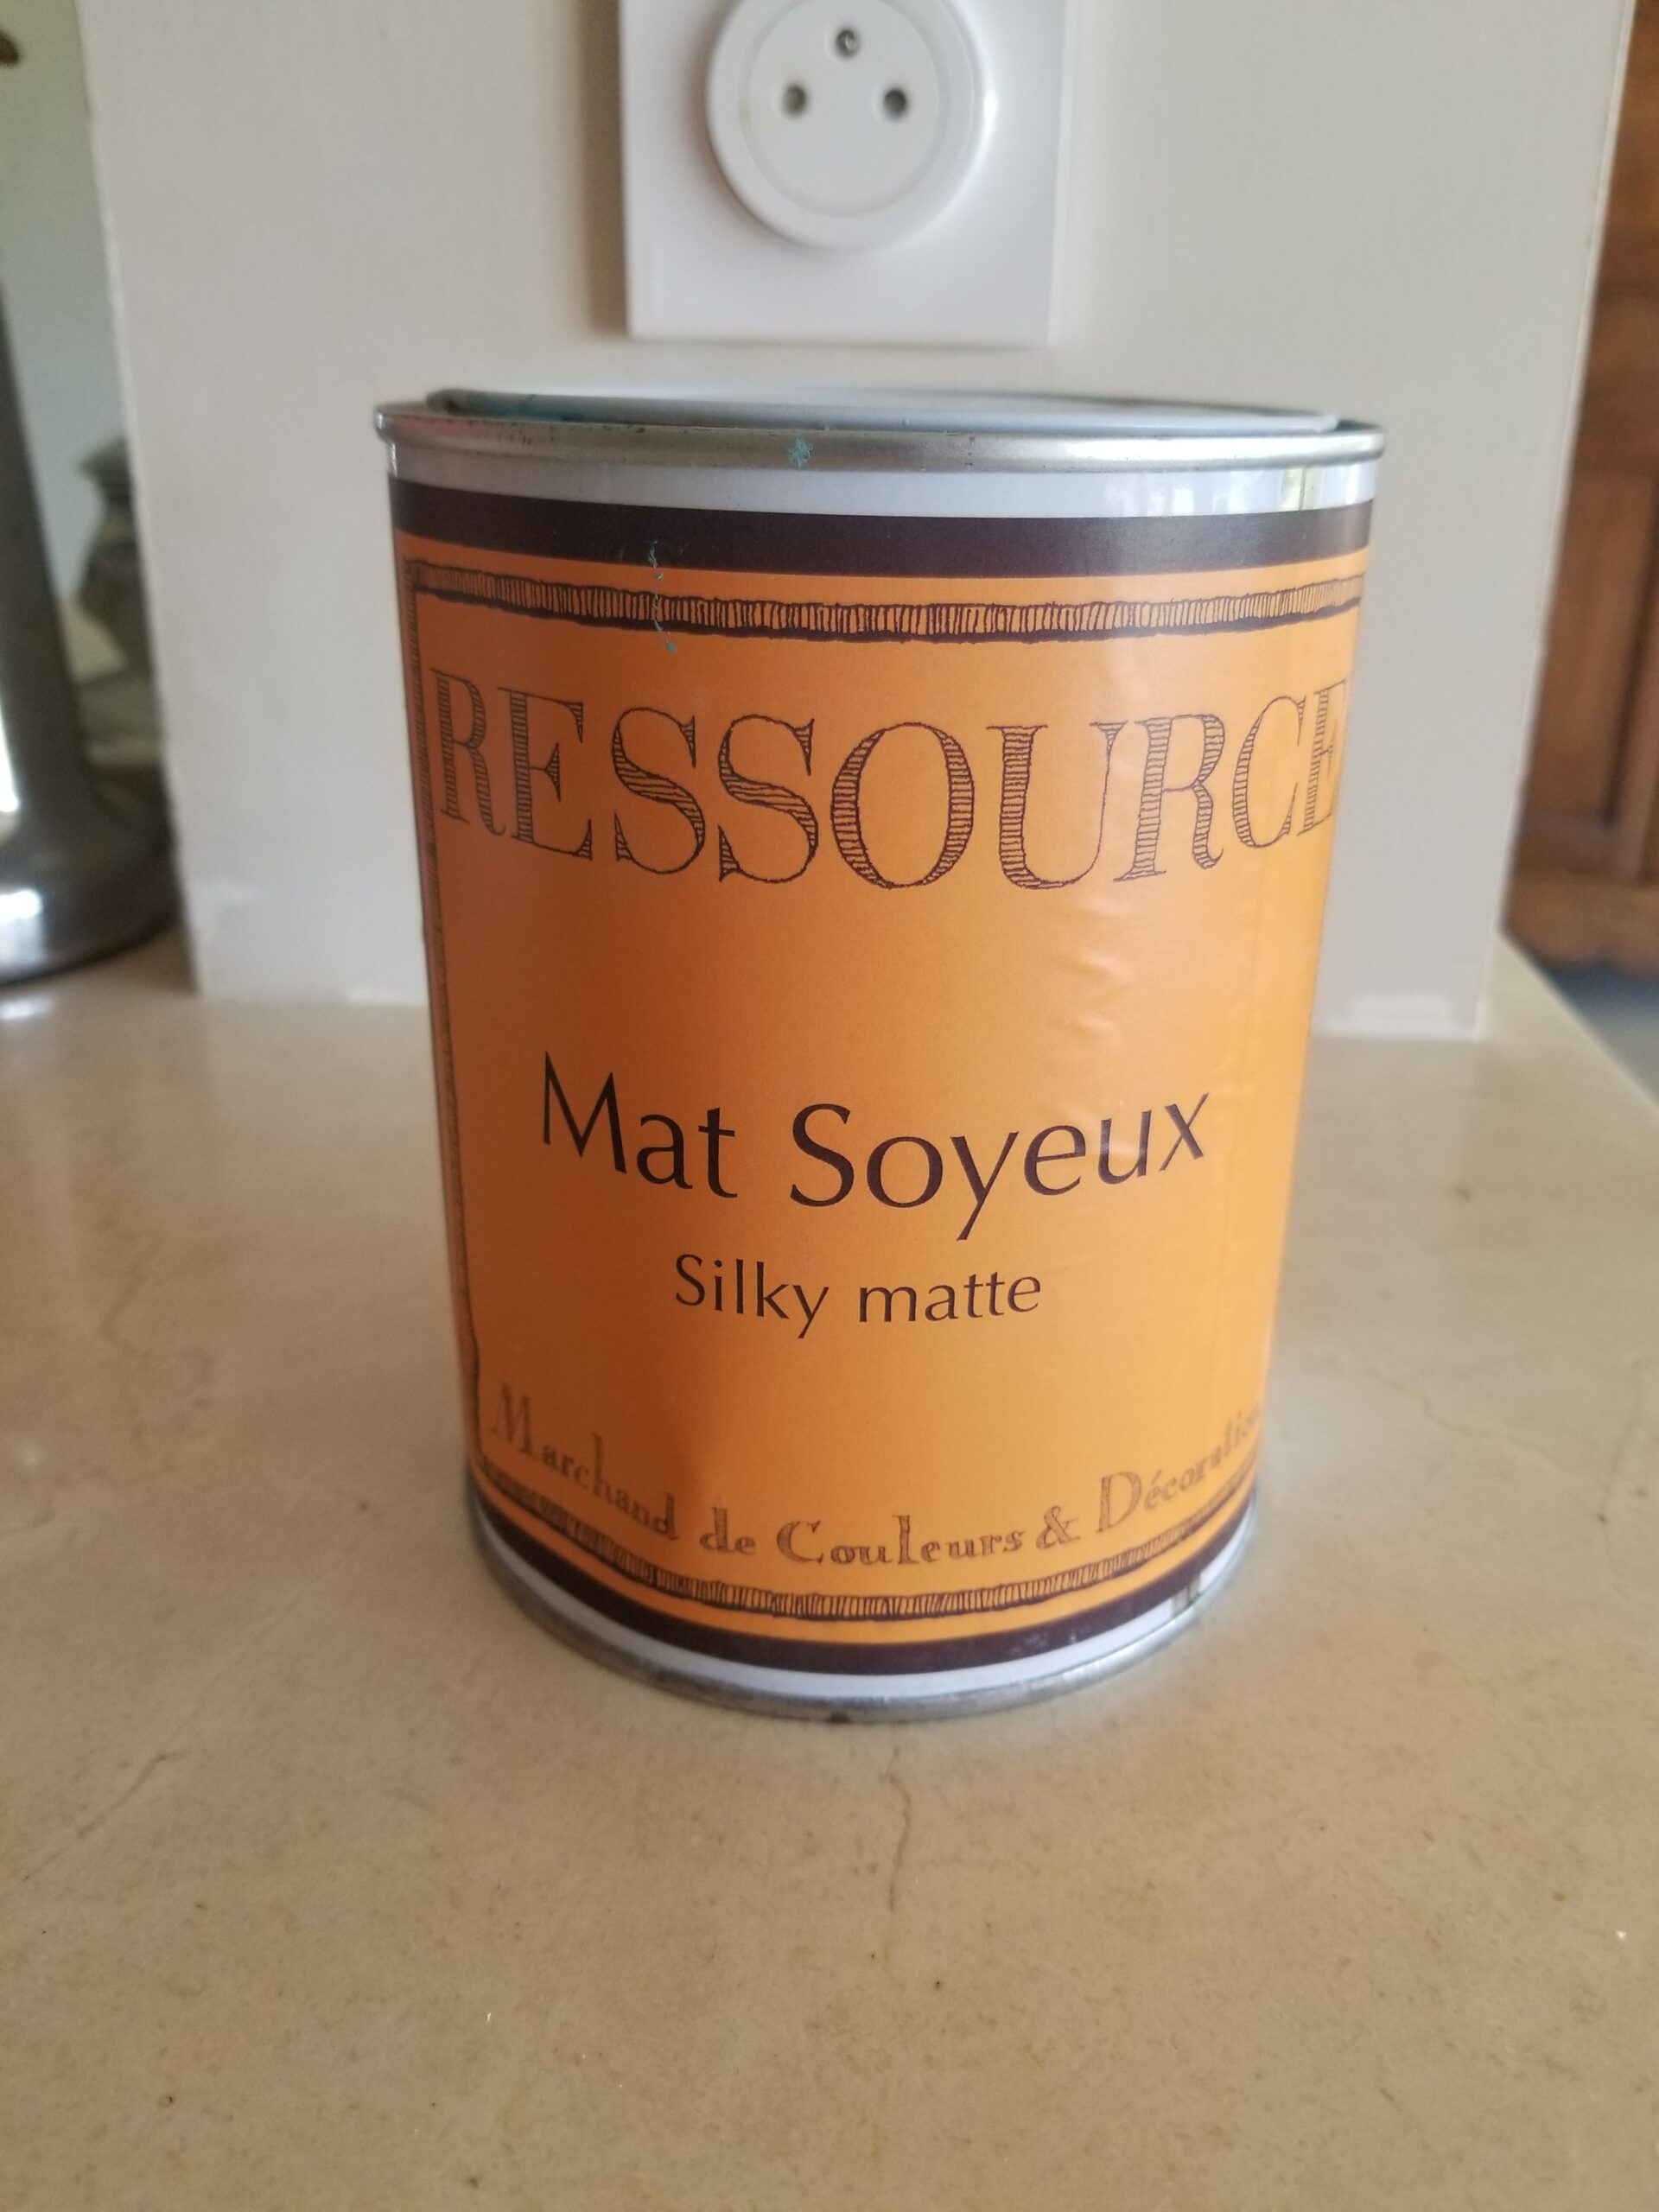 RESSOURCE
Mat Soyeux
Silky matte
Marchand de Couleurs & Décoration